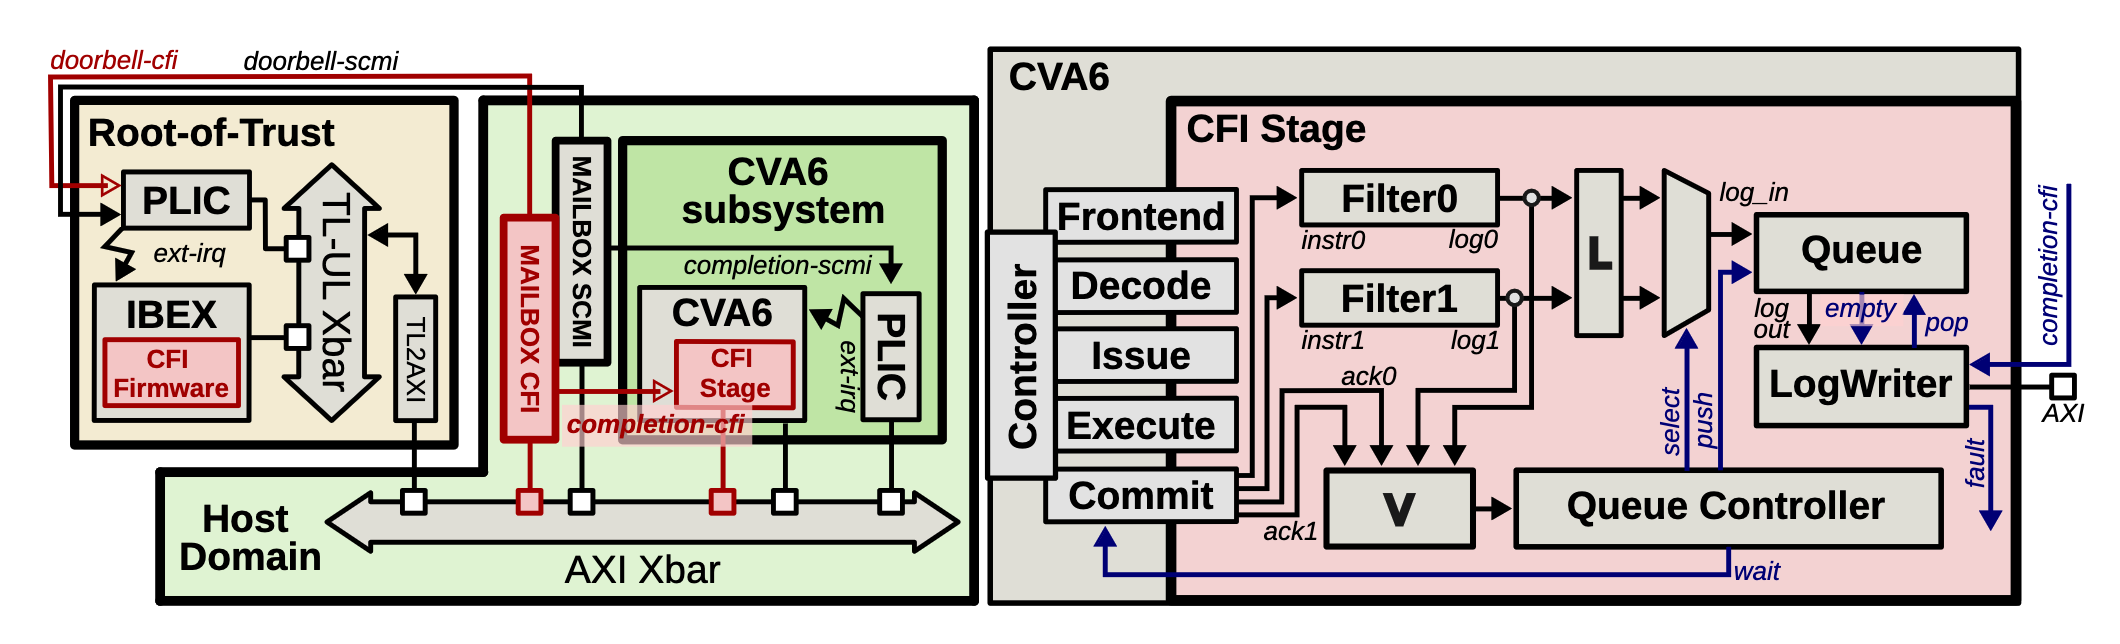 doorbell-cfi
doorbell-scmi
Root-of-Trust
PLIC
ext-irq
IBEX
CFI
Firmware
TL-UL Xbar
TL2AXI
MAILBOX CFI
MAILBOX SCMI
CVA6
subsystem
completion-scmi
CVA6
CFI
Stage
ext-irq
PLIC
completion-cfi
Host
Domain
AXI Xbar
CVA6
CFI Stage
Controller
Frontend
Decode
Issue
Execute
Commit
Filter0
instr0
log0
Filter1
instr1
log1
ack0
ack1
L
V
log_in
Queue
log
out
empty
pop
LogWriter
completion-cfi
AXI
select
push
fault
Queue Controller
wait